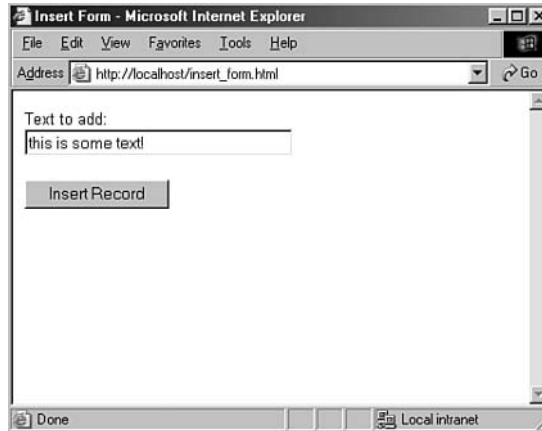 Insert Form - Microsoft Internet Explorer
File Edit View Favorites Tools Help
Address http://localhost/insert_form.html Go
Text to add:
this is some text!
Insert Record
Done Local intranet